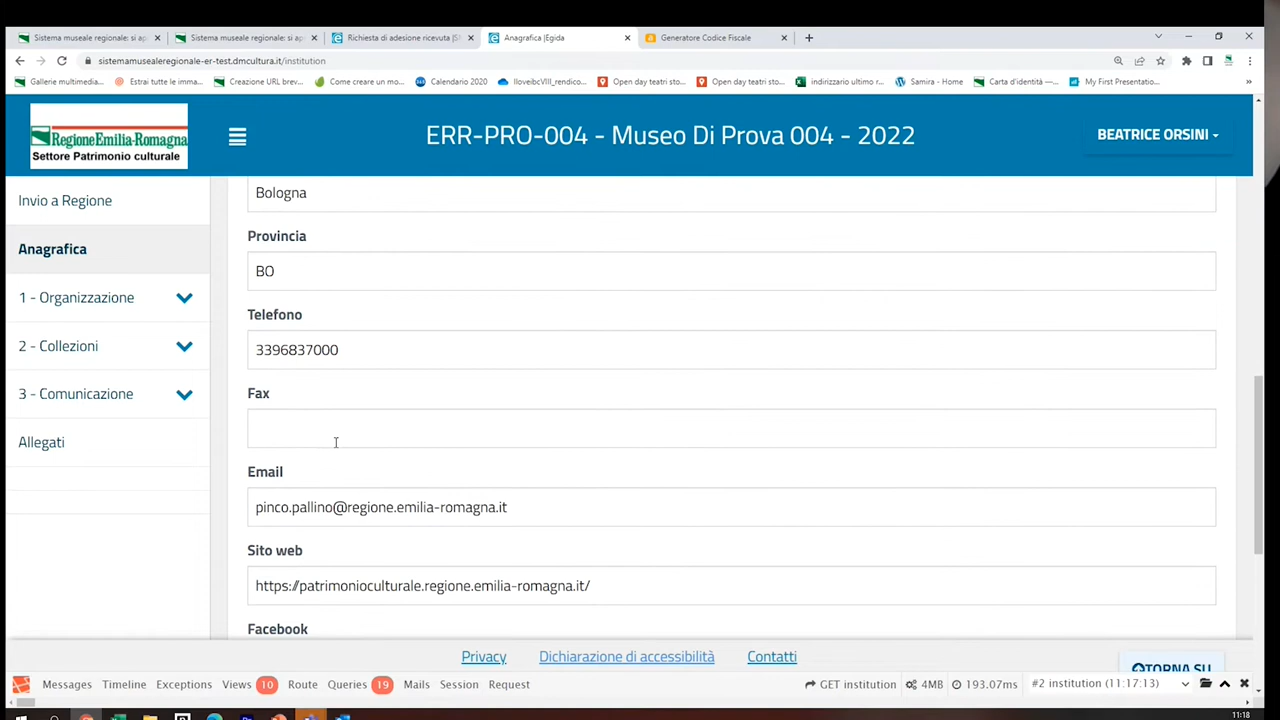 Sistema museale regionale: si ap
Sistema museale regionale: si ap
Richiesta di adesione ricevuta |S
Anagrafica |Egida
Generatore Codice Fiscale
sistemamusealeregionale-er-test.dmcultura.it/institution
Gallerie multimedia...
Estrai tutte le imma...
Creazione URL brev...
Come creare un mo...
Calendario 2020
IloveibcVIII_rendico...
Open day teatri sto...
Open day teatri sto...
indirizzario ultimo r...
Samira - Home
Carta d'identità —...
My First Presentatio...
»
RegioneEmilia-Romagna
Settore Patrimonio culturale
ERR-PRO-004 - Museo Di Prova 004 - 2022
BEATRICE ORSINI
Invio a Regione
Anagrafica
1 - Organizzazione
2 - Collezioni
3 - Comunicazione
Allegati
Bologna
Provincia
BO
Telefono
3396837000
Fax
Email
pinco.pallino@regione.emilia-romagna.it
Sito web
https://patrimonioculturale.regione.emilia-romagna.it/
Facebook
Privacy
Dichiarazione di accessibilità
Contatti
TORNA SU
Messages
Timeline
Exceptions
Views 10
Route
Queries 19
Mails
Session
Request
GET institution
4MB
193.07ms
#2 institution (11:17:13)
11:18